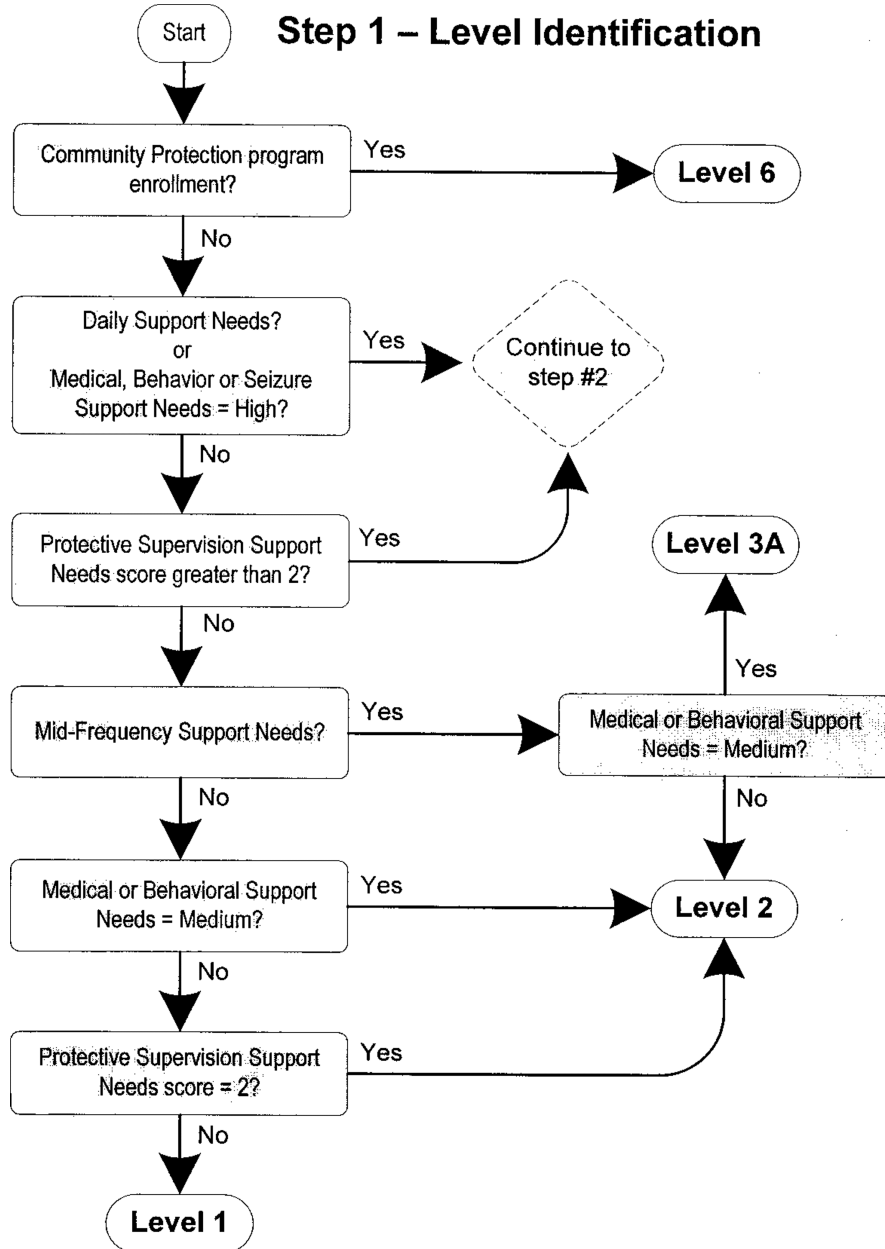 Start
Step 1 – Level Identification
Community Protection program
enrollment?
Yes
Level 6
No
Daily Support Needs?
or
Medical, Behavior or Seizure
Support Needs = High?
Yes
Continue to
step #2
No
Protective Supervision Support
Needs score greater than 2?
Yes
Level 3A
No
Yes
Mid-Frequency Support Needs?
Yes
Medical or Behavioral Support
Needs = Medium?
No
No
Medical or Behavioral Support
Needs = Medium?
Yes
Level 2
No
Protective Supervision Support
Needs score = 2?
Yes
No
Level 1